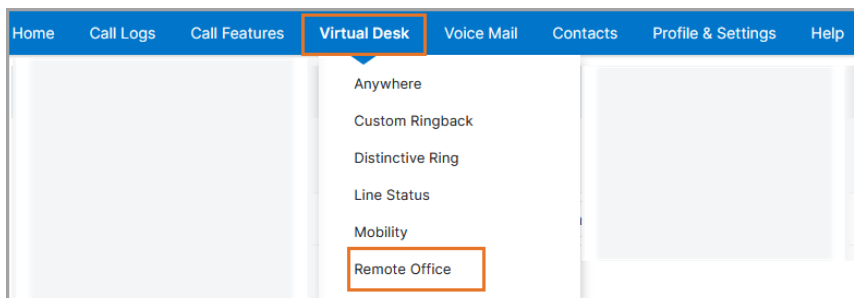 Home Call Logs Call Features Virtual Desk Voice Mail Contacts Profile & Settings Help
Anywhere
Custom Ringback
Distinctive Ring
Line Status
Mobility
Remote Office